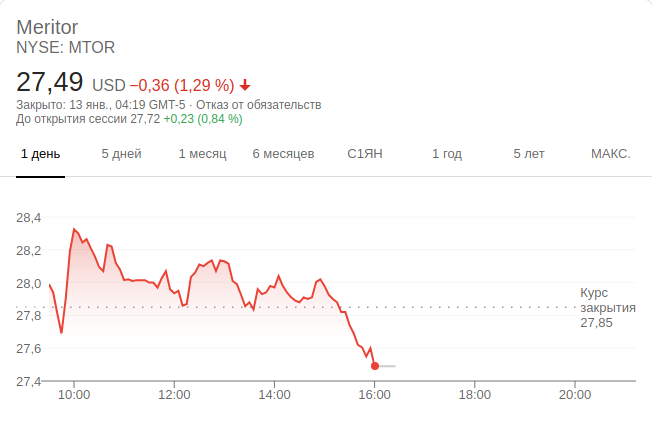 Meritor
NYSE: MTOR
27,49 USD −0,36 (1,29 %)
Закрыто: 13 янв., 04:19 GMT-5 · Отказ от обязательств
До открытия сессии 27,72 +0,23 (0,84 %)
1 день 5 дней 1 месяц 6 месяцев С1ЯН 1 год 5 лет МАКС.
28,4
28,2
28,0
27,8
27,6
27,4
Курс
закрытия
27,85
10:00 12:00 14:00 16:00 18:00 20:00